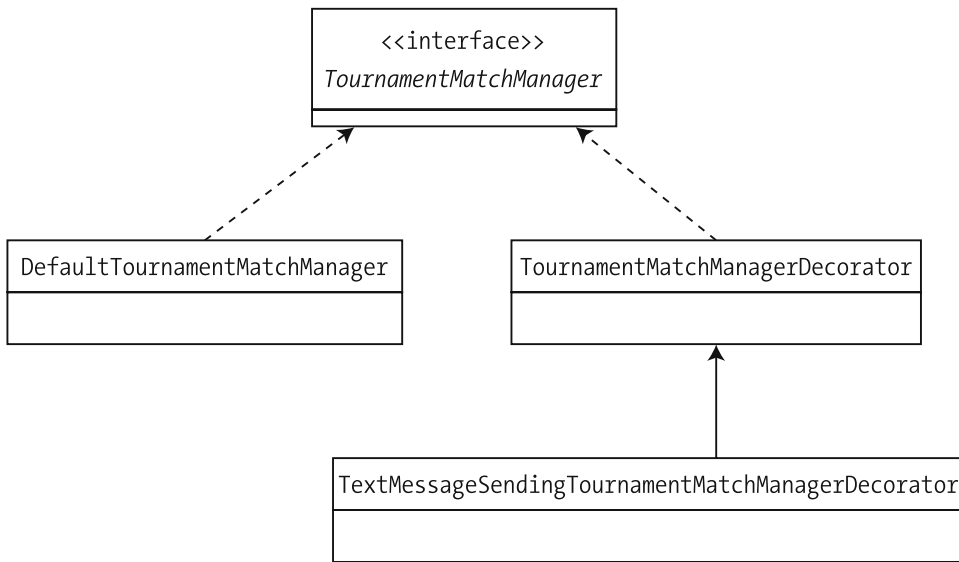 <<interface>>
TournamentMatchManager
DefaultTournamentMatchManager
TournamentMatchManagerDecorator
TextMessageSendingTournamentMatchManagerDecorator